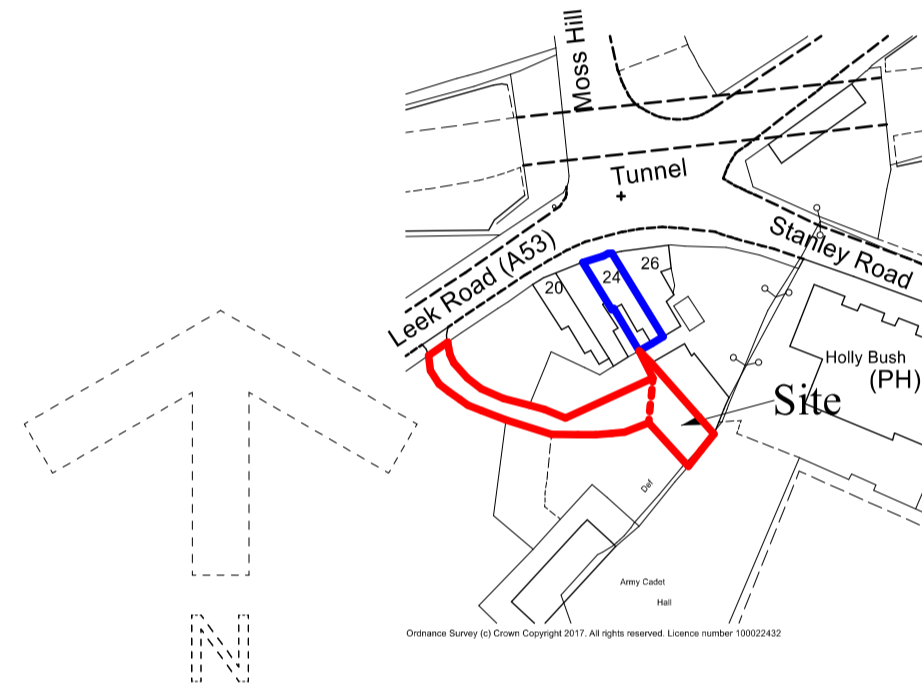 Moss Hill
Tunnel
Stanley Road
Leek Road (A53)
20
24
26
Holly Bush
(PH)
Site
Def
Army Cadet
Hall
Ordnance Survey (c) Crown Copyright 2017. All rights reserved. Licence number 100022432
N